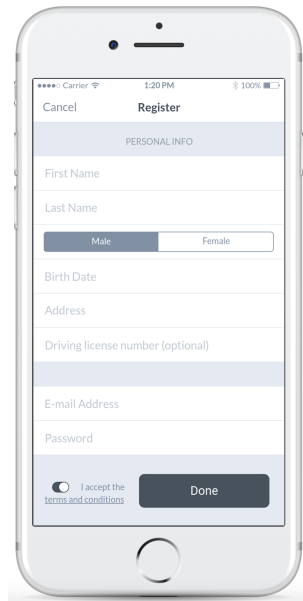 Carrier 1:20 PM 100%
Cancel Register
PERSONAL INFO
First Name
Last Name
Male Female
Birth Date
Address
Driving license number (optional)
E-mail Address
Password
I accept the
terms and conditions
Done